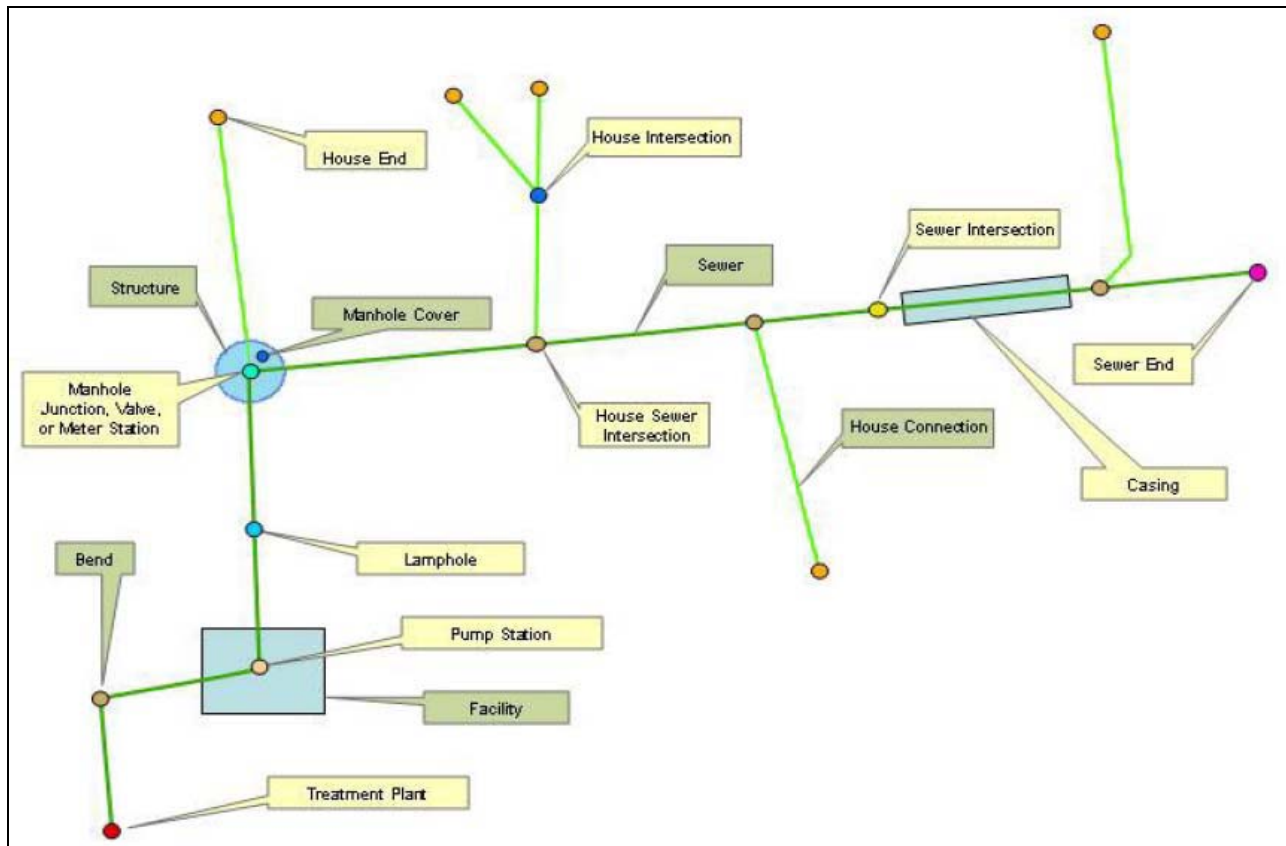 House End
House Intersection
Sewer Intersection
Sewer
Structure
Manhole Cover
Manhole
Junction, Valve,
or Meter Station
House Sewer
Intersection
Sewer End
House Connection
Casing
Bend
Lamphole
Pump Station
Facility
Treatment Plant